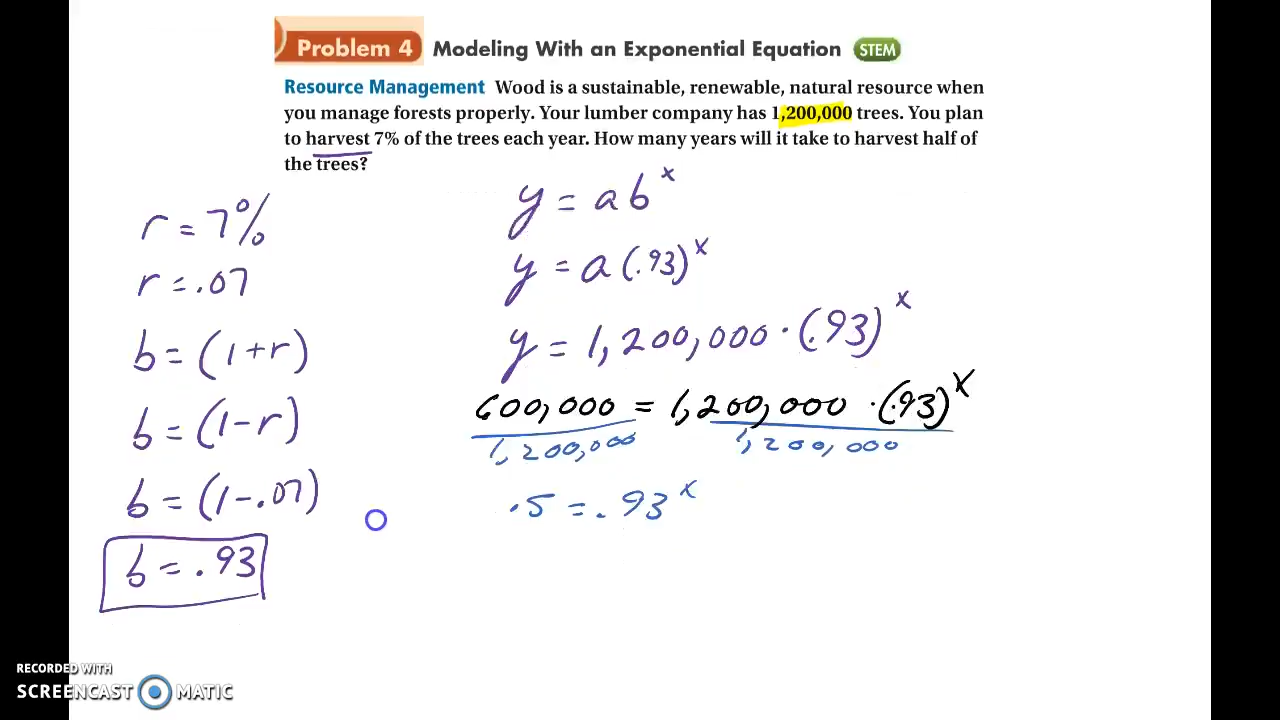 Problem 4 Modeling With an Exponential Equation STEM
Resource Management Wood is a sustainable, renewable, natural resource when
you manage forests properly. Your lumber company has 1,200,000 trees. You plan
to harvest 7% of the trees each year. How many years will it take to harvest half of
the trees?
r = 7%
r = .07
b = (1+r)
b = (1-r)
b = (1-.07)
b = .93
y = ab^x
y = a(.93)^x
y = 1,200,000 · (.93)^x
600,000 = 1,200,000 · (.93)^x
1,200,000 1,200,000
.5 = .93^x
RECORDED WITH
SCREENCAST MATIC